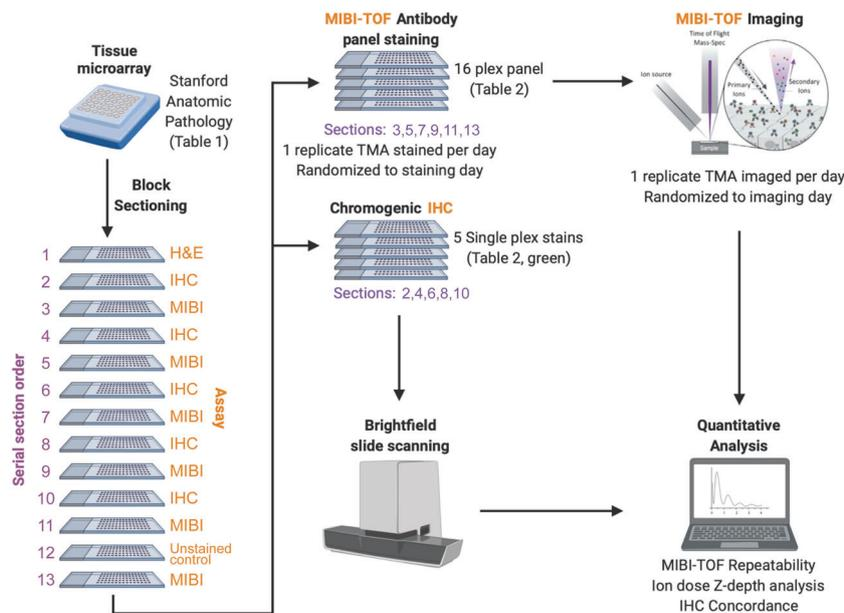 Tissue
microarray
Stanford
Anatomic
Pathology
(Table 1)
Block
Sectioning
Serial section order
1 H&E
2 IHC
3 MIBI
4 IHC
5 MIBI
6 IHC
7 MIBI
8 IHC
9 MIBI
10 IHC
11 MIBI
12 Unstained
control
13 MIBI
Assay
MIBI-TOF Antibody
panel staining
16 plex panel
(Table 2)
Sections: 3,5,7,9,11,13
1 replicate TMA stained per day
Randomized to staining day
Chromogenic IHC
5 Single plex stains
(Table 2, green)
Sections: 2,4,6,8,10
Brightfield
slide scanning
MIBI-TOF Imaging
Time of Flight
Mass-Spec
Ion source
Primary
Ions
Secondary
Ions
Sample
1 replicate TMA imaged per day
Randomized to imaging day
Quantitative
Analysis
0 1 2 3 4
MIBI-TOF Repeatability
Ion dose Z-depth analysis
IHC Concordance